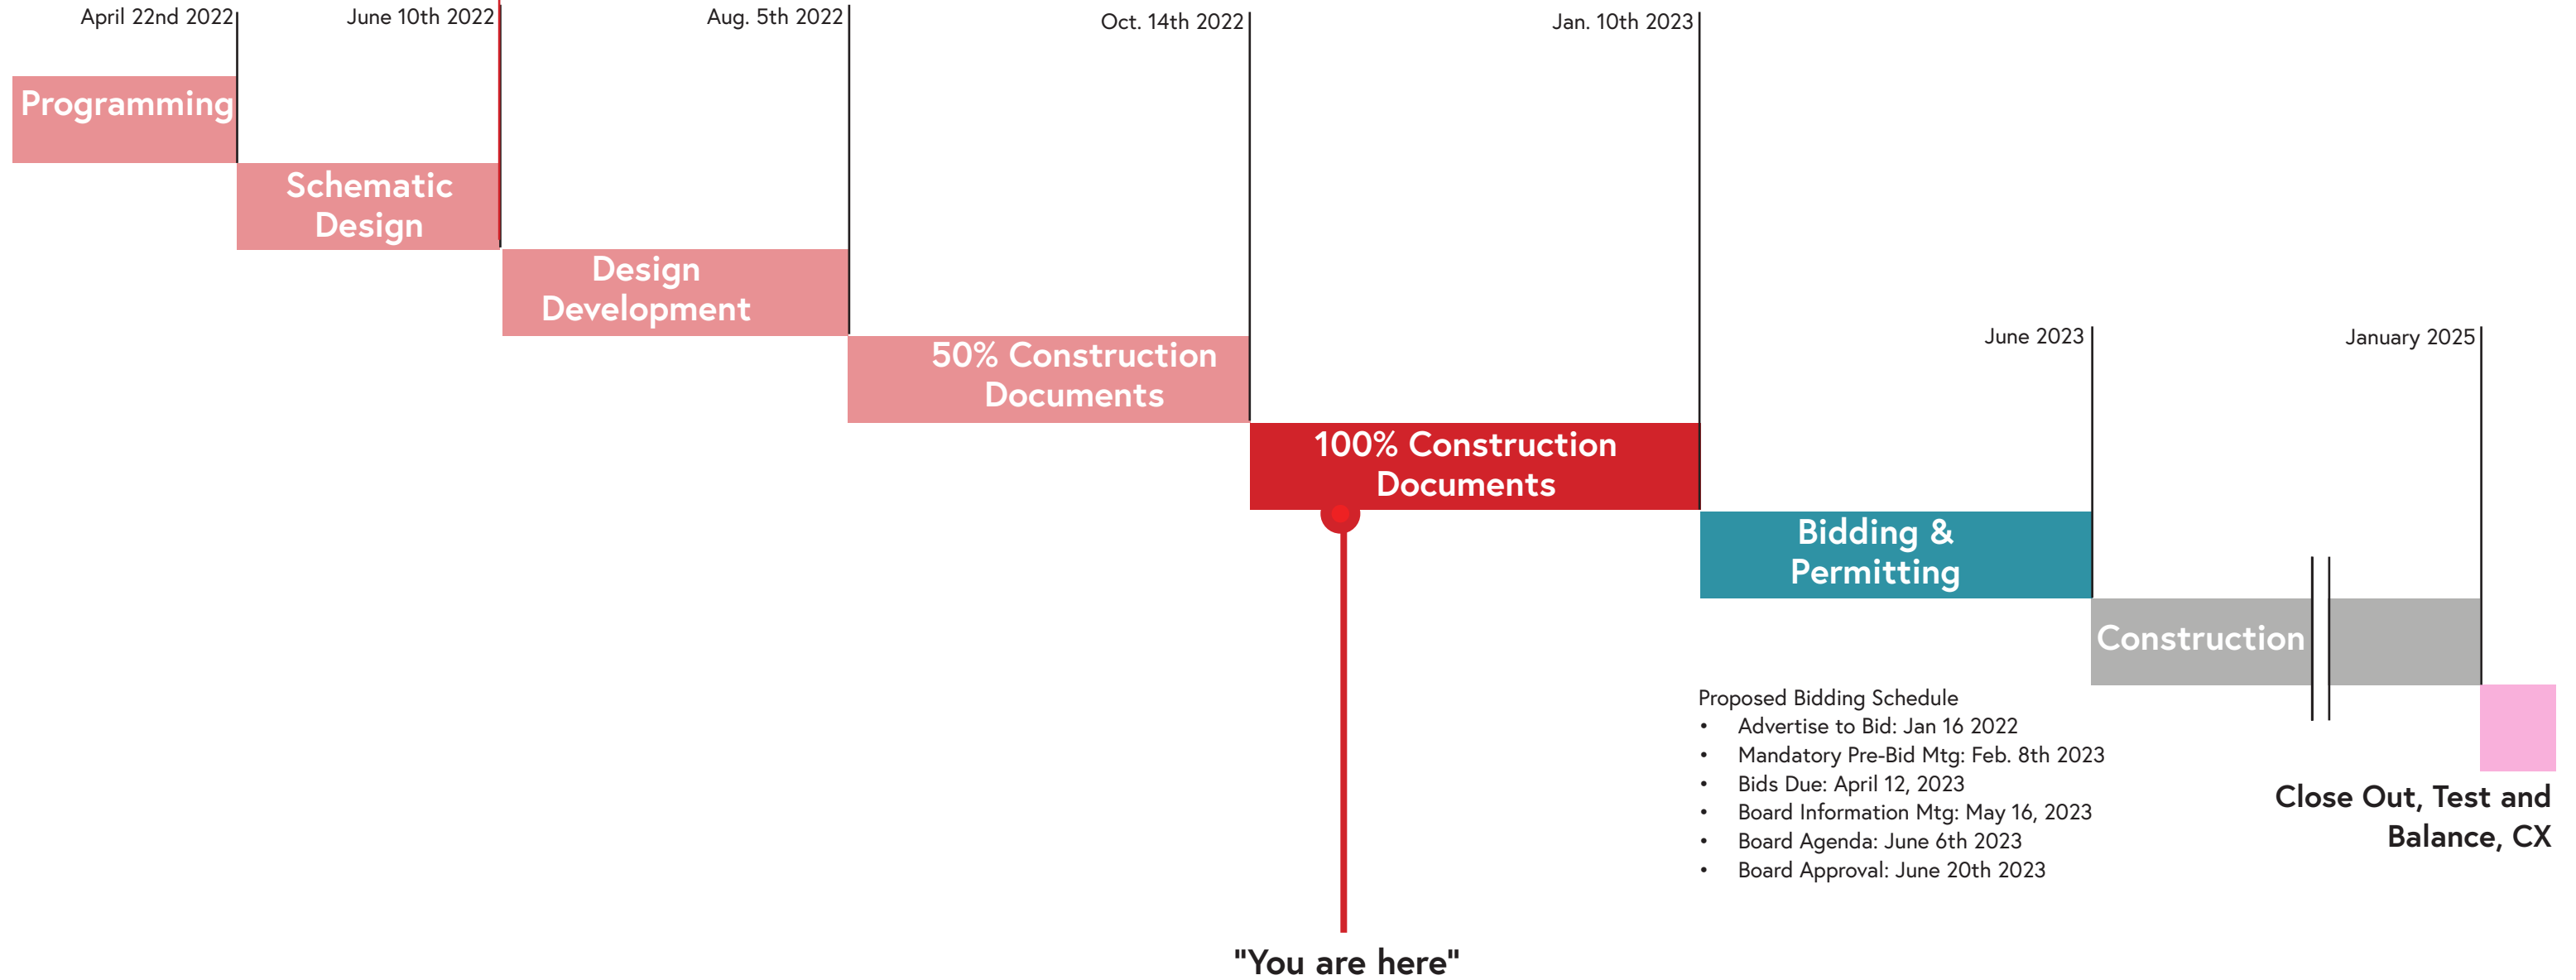 April 22nd 2022
June 10th 2022
Aug. 5th 2022
Oct. 14th 2022
Jan. 10th 2023
Programming
Schematic
Design
Design
Development
June 2023
January 2025
50% Construction
Documents
100% Construction
Documents
Bidding &
Permitting
Construction
Proposed Bidding Schedule
• Advertise to Bid: Jan 16 2022
• Mandatory Pre-Bid Mtg: Feb. 8th 2023
• Bids Due: April 12, 2023
• Board Information Mtg: May 16, 2023
• Board Agenda: June 6th 2023
• Board Approval: June 20th 2023
Close Out, Test and
Balance, CX
"You are here"